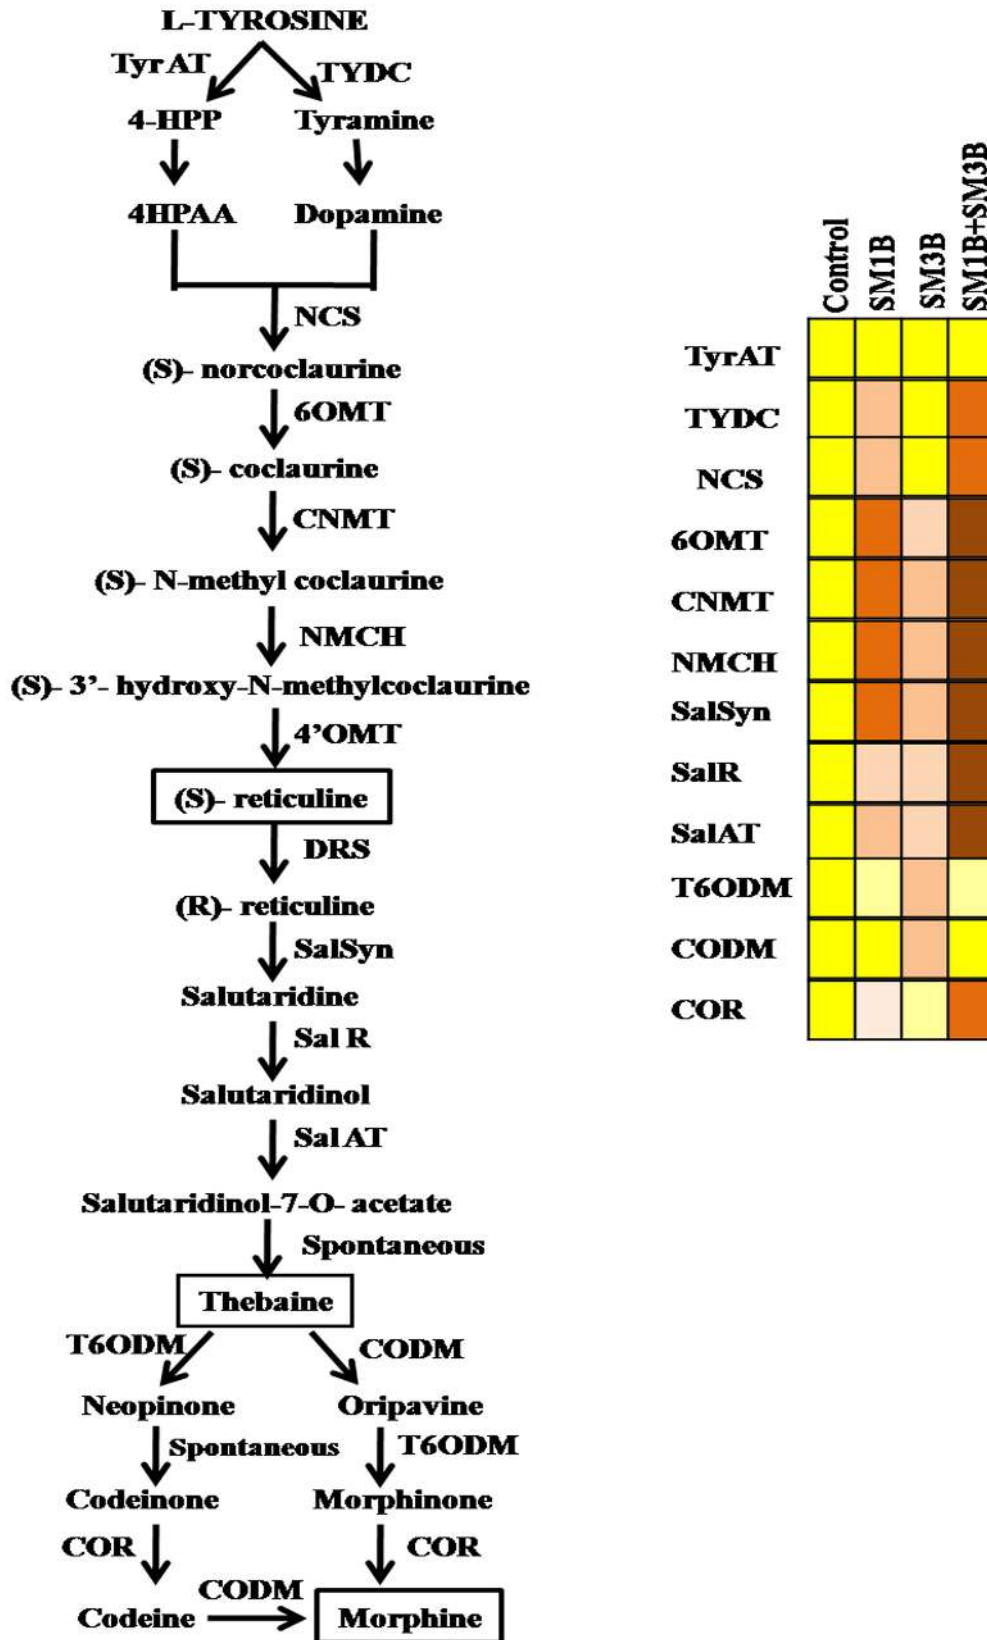 L-TYROSINE
TyrAT TYDC
4-HPP Tyramine
4HPAA Dopamine
NCS
(S)- norcoclaurine
6OMT
(S)- coclaurine
CNMT
(S)- N-methyl coclaurine
NMCH
(S)- 3’- hydroxy-N-methylcoclaurine
4’OMT
(S)- reticuline
DRS
(R)- reticuline
SalSyn
Salutaridine
Sal R
Salutaridinol
Sal AT
Salutaridinol-7-O- acetate
Spontaneous
Thebaine
T6ODM CODM
Neopinone Oripavine
Spontaneous T6ODM
Codeinone Morphinone
COR COR
CODM
Codeine Morphine
Control
SM1B
SM3B
SM1B+SM3B
TyrAT
TYDC
NCS
6OMT
CNMT
NMCH
SalSyn
SalR
SalAT
T6ODM
CODM
COR